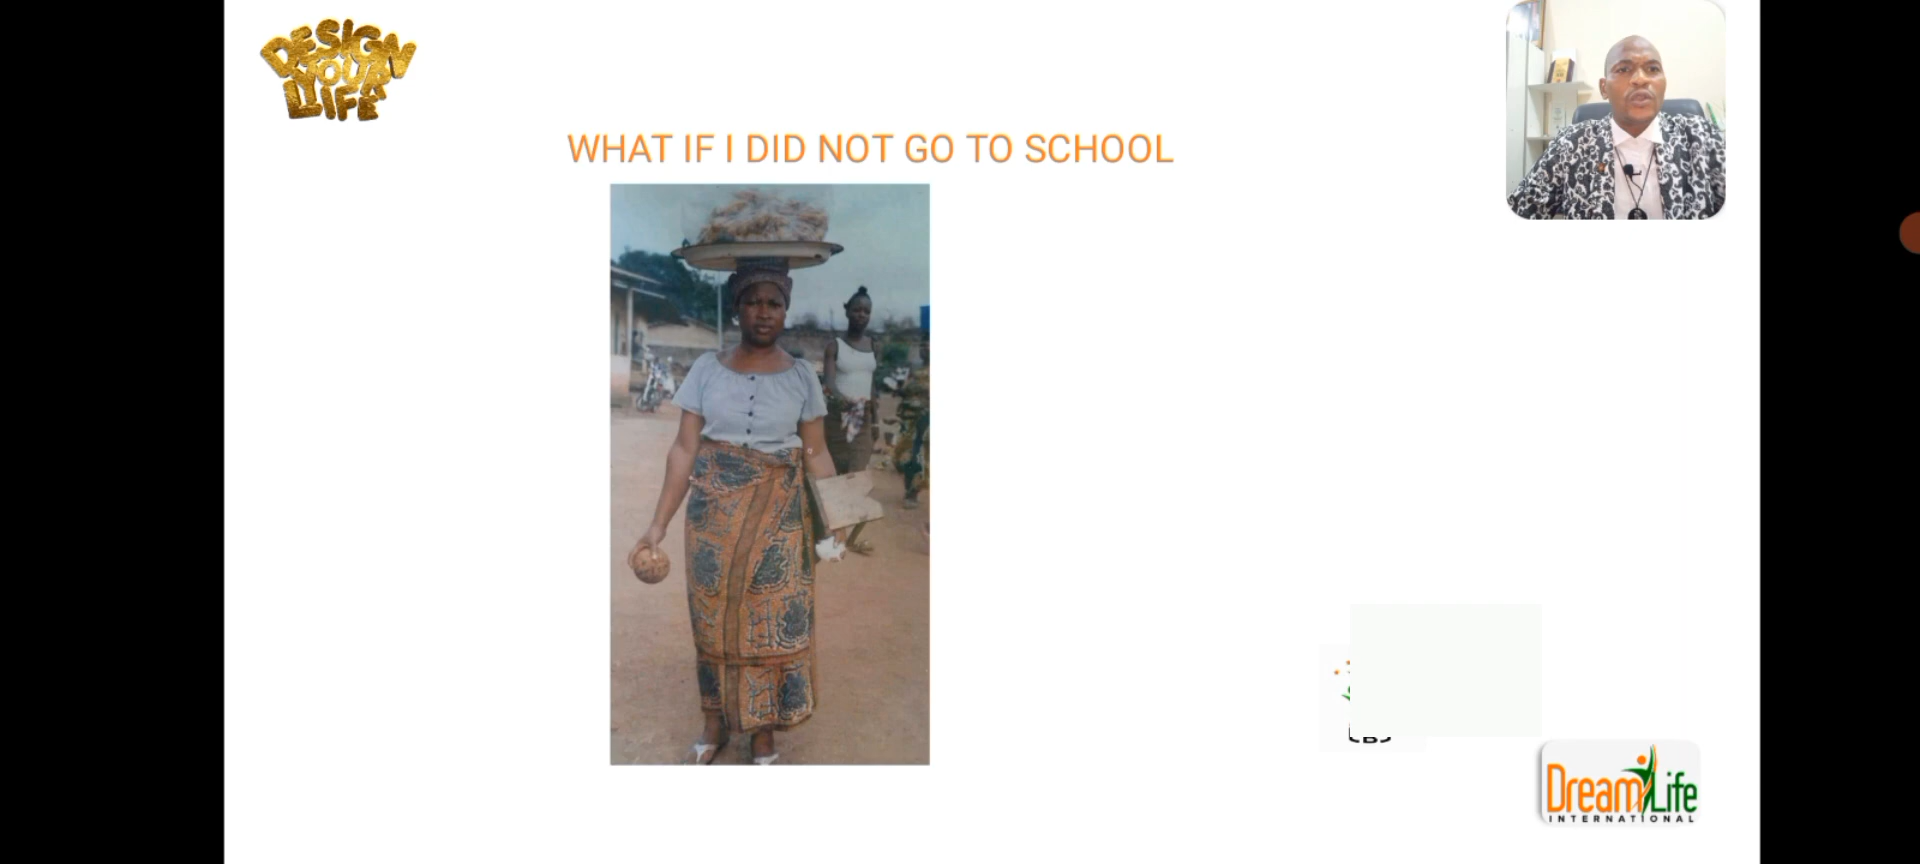 DESIGN
YOUR
LIFE
WHAT IF I DID NOT GO TO SCHOOL
DreamLife
INTERNATIONAL